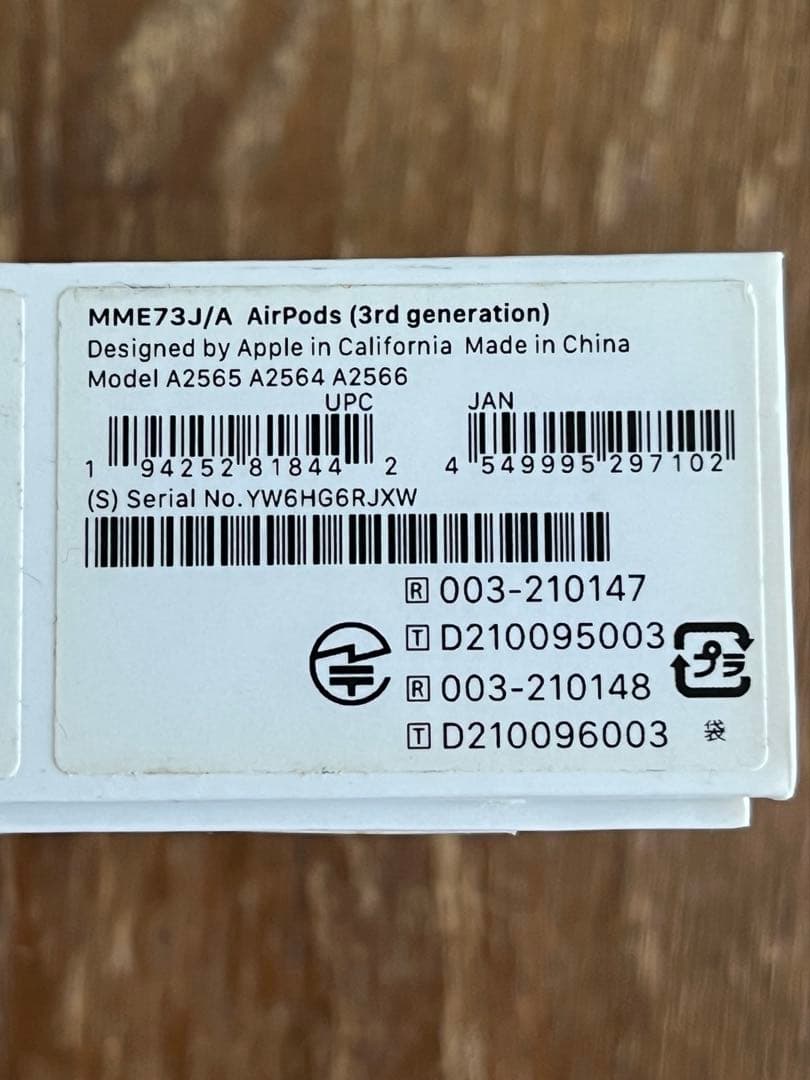 MME73J/A AirPods (3rd generation)
Designed by Apple in California Made in China
Model A2565 A2564 A2566
UPC JAN
1 94252 81844 2 4 549995 297102
(S) Serial No. YW6HG6RJXW
R 003-210147
T D210095003
プラ
R 003-210148
T D210096003
袋